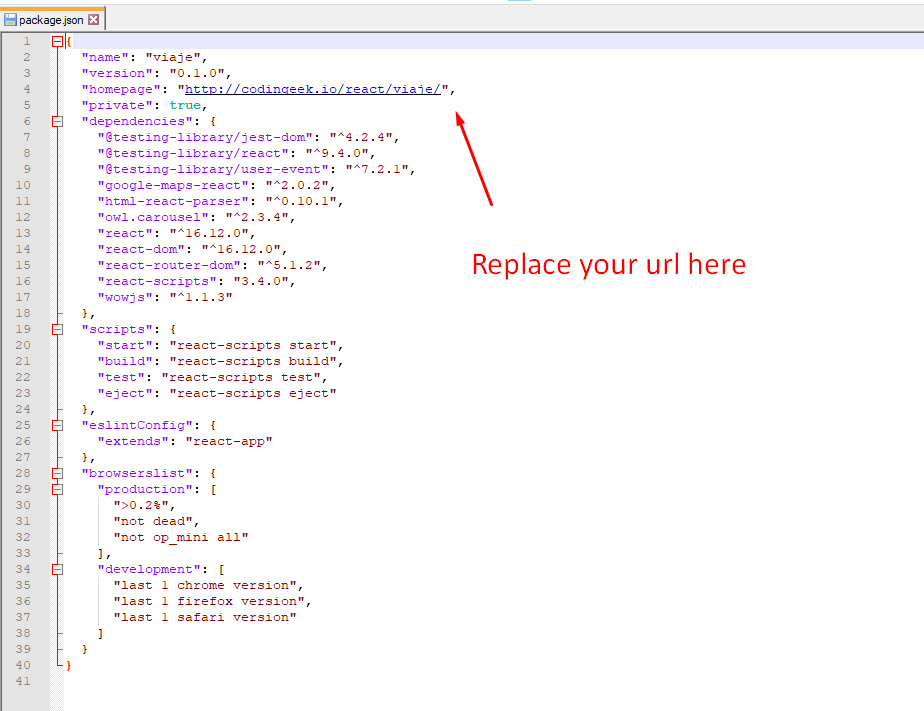 package.json
1 {
2 "name": "viaje",
3 "version": "0.1.0",
4 "homepage": "http://codingeek.io/react/viaje/",
5 "private": true,
6 "dependencies": {
7 "@testing-library/jest-dom": "^4.2.4",
8 "@testing-library/react": "^9.4.0",
9 "@testing-library/user-event": "^7.2.1",
10 "google-maps-react": "^2.0.2",
11 "html-react-parser": "^0.10.1",
12 "owl.carousel": "^2.3.4",
13 "react": "^16.12.0",
14 "react-dom": "^16.12.0",
15 "react-router-dom": "^5.1.2",
16 "react-scripts": "3.4.0",
17 "wowjs": "^1.1.3"
18 },
19 "scripts": {
20 "start": "react-scripts start",
21 "build": "react-scripts build",
22 "test": "react-scripts test",
23 "eject": "react-scripts eject"
24 },
25 "eslintConfig": {
26 "extends": "react-app"
27 },
28 "browserslist": {
29 "production": [
30 ">0.2%",
31 "not dead",
32 "not op_mini all"
33 ],
34 "development": [
35 "last 1 chrome version",
36 "last 1 firefox version",
37 "last 1 safari version"
38 ]
39 }
40 }
41
Replace your url here